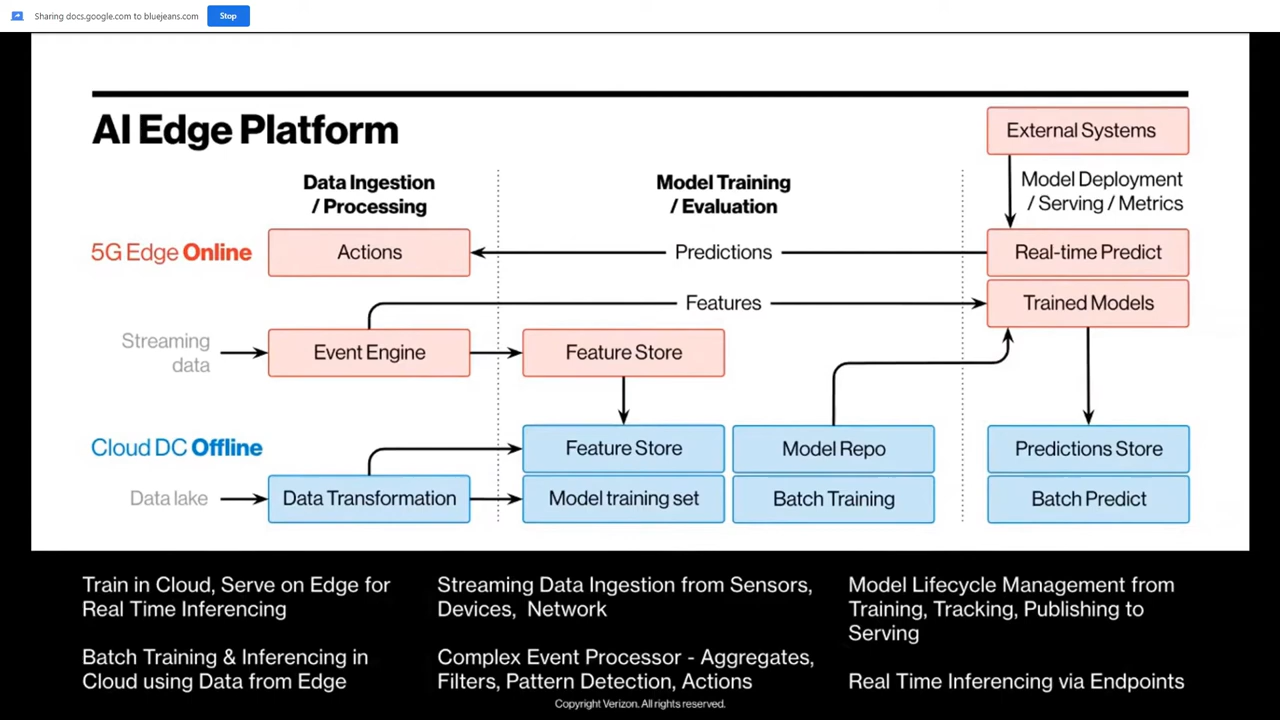 Sharing docs.google.com to bluejeans.com Stop
AI Edge Platform
External Systems
Data Ingestion
/ Processing
Model Training
/ Evaluation
Model Deployment
/ Serving / Metrics
5G Edge Online
Actions
Predictions
Real-time Predict
Features
Trained Models
Streaming
data
Event Engine
Feature Store
Cloud DC Offline
Feature Store
Model Repo
Predictions Store
Data lake
Data Transformation
Model training set
Batch Training
Batch Predict
Train in Cloud, Serve on Edge for
Real Time Inferencing
Batch Training & Inferencing in
Cloud using Data from Edge
Streaming Data Ingestion from Sensors,
Devices, Network
Complex Event Processor - Aggregates,
Filters, Pattern Detection, Actions
Model Lifecycle Management from
Training, Tracking, Publishing to
Serving
Real Time Inferencing via Endpoints
Copyright Verizon. All rights reserved.